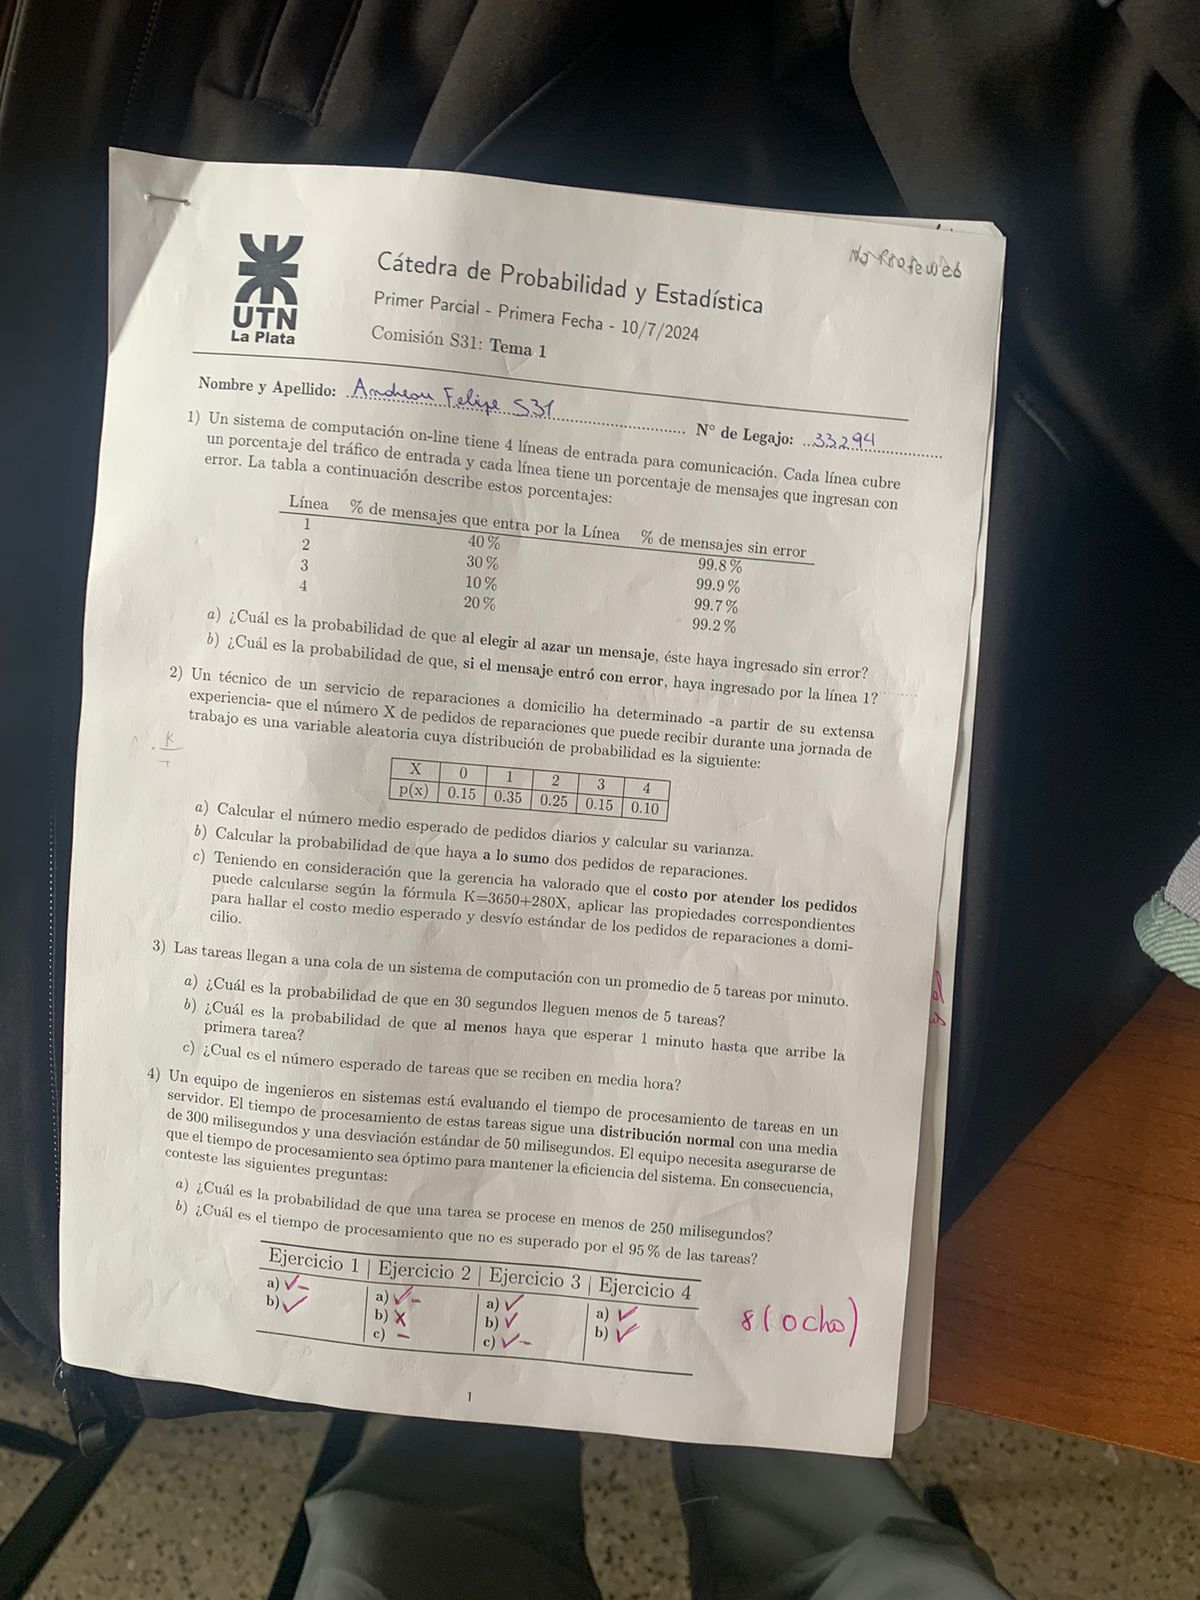 No Profe Web
UTN
La Plata
Cátedra de Probabilidad y Estadística
Primer Parcial - Primera Fecha - 10/7/2024
Comisión S31: Tema 1
Nombre y Apellido: Felipe S31 N° de Legajo: 33294
1) Un sistema de computación on-line tiene 4 líneas de entrada para comunicación. Cada línea cubre
un porcentaje del tráfico de entrada y cada línea tiene un porcentaje de mensajes que ingresan con
error. La tabla a continuación describe estos porcentajes:
Línea % de mensajes que entra por la Línea % de mensajes sin error
1 40% 99.8%
2 30% 99.9%
3 10% 99.7%
4 20% 99.2%
a) ¿Cuál es la probabilidad de que al elegir al azar un mensaje, éste haya ingresado sin error?
b) ¿Cuál es la probabilidad de que, si el mensaje entró con error, haya ingresado por la línea 1?
2) Un técnico de un servicio de reparaciones a domicilio ha determinado -a partir de su extensa
experiencia- que el número X de pedidos de reparaciones que puede recibir durante una jornada de
trabajo es una variable aleatoria cuya distribución de probabilidad es la siguiente:
X 0 1 2 3 4
p(x) 0.15 0.35 0.25 0.15 0.10
a) Calcular el número medio esperado de pedidos diarios y calcular su varianza.
b) Calcular la probabilidad de que haya a lo sumo dos pedidos de reparaciones.
c) Teniendo en consideración que la gerencia ha valorado que el costo por atender los pedidos
puede calcularse según la fórmula K=3650+280X, aplicar las propiedades correspondientes
para hallar el costo medio esperado y desvío estándar de los pedidos de reparaciones a domi-
cilio.
3) Las tareas llegan a una cola de un sistema de computación con un promedio de 5 tareas por minuto.
a) ¿Cuál es la probabilidad de que en 30 segundos lleguen menos de 5 tareas?
b) ¿Cuál es la probabilidad de que al menos haya que esperar 1 minuto hasta que arribe la
primera tarea?
c) ¿Cual es el número esperado de tareas que se reciben en media hora?
4) Un equipo de ingenieros en sistemas está evaluando el tiempo de procesamiento de tareas en un
servidor. El tiempo de procesamiento de estas tareas sigue una distribución normal con una media
de 300 milisegundos y una desviación estándar de 50 milisegundos. El equipo necesita asegurarse de
que el tiempo de procesamiento sea óptimo para mantener la eficiencia del sistema. En consecuencia,
conteste las siguientes preguntas:
a) ¿Cuál es la probabilidad de que una tarea se procese en menos de 250 milisegundos?
b) ¿Cuál es el tiempo de procesamiento que no es superado por el 95% de las tareas?
Ejercicio 1 | Ejercicio 2 | Ejercicio 3 | Ejercicio 4
a) ✓- a) ✓- a) ✓ a) ✓
b) ✓ b) X b) ✓ b) ✓
c) - c) ✓-
8 (ocho)
1